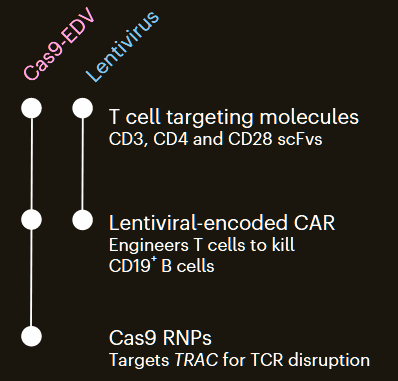 Cas9-EDV
Lentivirus
T cell targeting molecules
CD3, CD4 and CD28 scFvs
Lentiviral-encoded CAR
Engineers T cells to kill
CD19⁺ B cells
Cas9 RNPs
Targets TRAC for TCR disruption